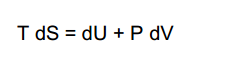 T dS = dU + P dV